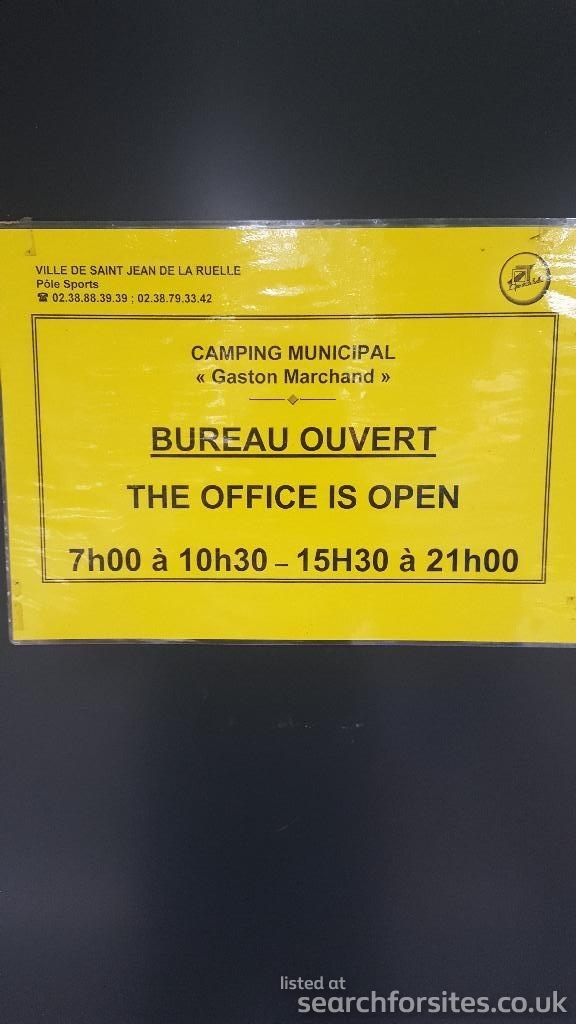 VILLE DE SAINT JEAN DE LA RUELLE
Pôle Sports
☎ 02.38.88.39.39 ; 02.38.79.33.42
CAMPING MUNICIPAL
« Gaston Marchand »
BUREAU OUVERT
THE OFFICE IS OPEN
7h00 à 10h30 – 15H30 à 21h00
listed at
searchforsites.co.uk